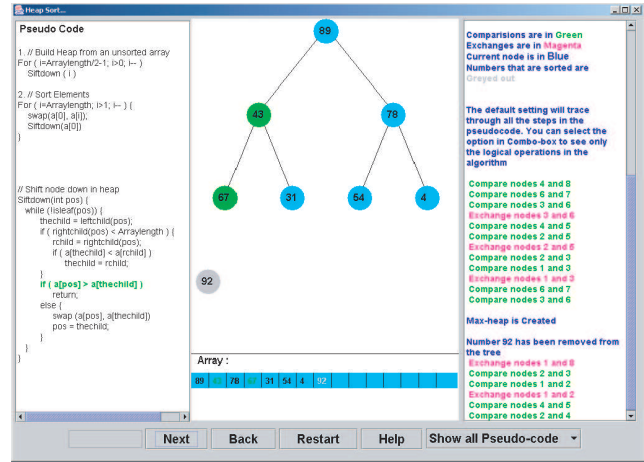 Heap Sort...
Pseudo Code
1. // Build Heap from an unsorted array
For ( i=Arraylength/2-1; i>0; i-- )
Siftdown ( i )
2. // Sort Elements
For ( i=Arraylength; i>1; i-- ) {
swap(a[0], a[i]);
Siftdown(a[0])
}
// Shift node down in heap
Siftdown(int pos) {
while (!isleaf(pos)) {
thechild = leftchild(pos);
if ( rightchild(pos) < Arraylength ) {
rchild = rightchild(pos);
if ( a[thechild] < a[rchild] )
thechild = rchild;
}
if ( a[pos] > a[thechild] )
return;
else {
swap (a[pos], a[thechild])
pos = thechild;
}
}
}
89
43
78
67
31
54
4
92
Array :
89 43 78 67 31 54 4 92
Comparisions are in Green
Exchanges are in Magenta
Current node is in Blue
Numbers that are sorted are
Greyed out
The default setting will trace
through all the steps in the
pseudocode. You can select the
option in Combo-box to see only
the logical operations in the
algorithm
Compare nodes 4 and 8
Compare nodes 6 and 7
Compare nodes 3 and 6
Exchange nodes 3 and 6
Compare nodes 4 and 5
Compare nodes 2 and 5
Exchange nodes 2 and 5
Compare nodes 2 and 3
Compare nodes 1 and 3
Exchange nodes 1 and 3
Compare nodes 6 and 7
Compare nodes 3 and 6
Max-heap is Created
Number 92 has been removed from
the tree
Exchange nodes 1 and 8
Compare nodes 2 and 3
Compare nodes 1 and 2
Exchange nodes 1 and 2
Compare nodes 4 and 5
Compare nodes 2 and 4
Next
Back
Restart
Help
Show all Pseudo-code